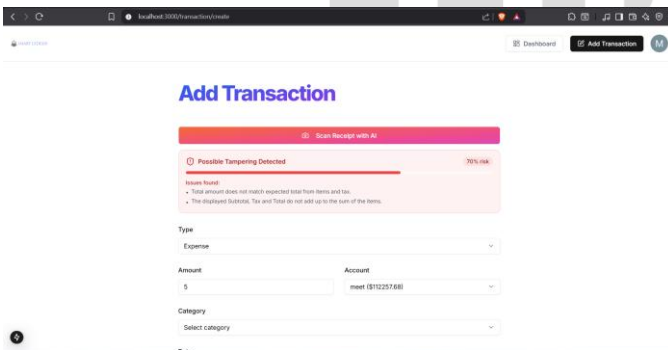 localhost:3000/transaction/create
Dashboard
Add Transaction
M
Add Transaction
Scan Receipt with AI
Possible Tampering Detected
70% risk
Issues found:
• Total amount does not match expected total from items and tax.
• The displayed Subtotal, Tax and Total do not add up to the sum of the items.
Type
Expense
Amount
Account
5
meet ($112257.68)
Category
Select category